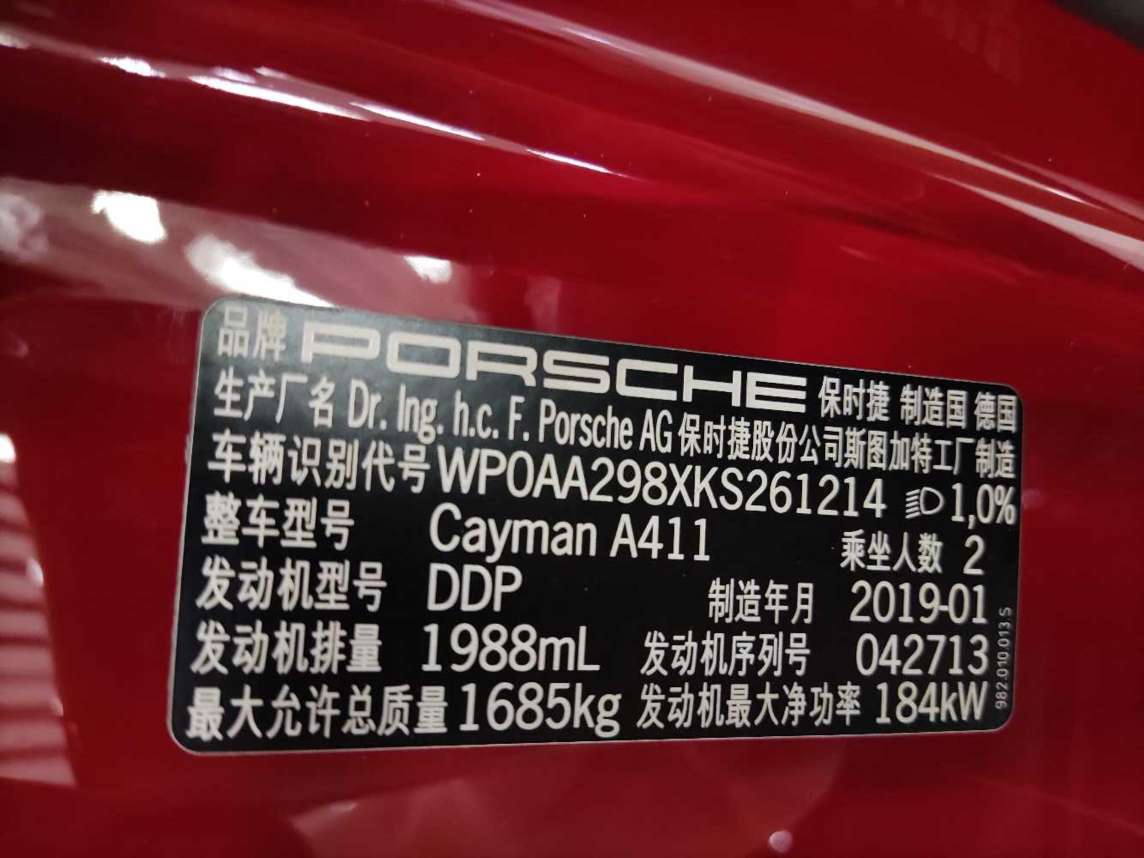 品牌 PORSCHE 保时捷 制造国 德国
生产厂名 Dr. Ing. h.c. F. Porsche AG 保时捷股份公司斯图加特工厂制造
车辆识别代号 WP0AA298XKS261214 1,0%
整车型号 Cayman A411 乘坐人数 2
发动机型号 DDP 制造年月 2019-01
发动机排量 1988mL 发动机序列号 042713
最大允许总质量 1685kg 发动机最大净功率 184kW
982.010.013.S